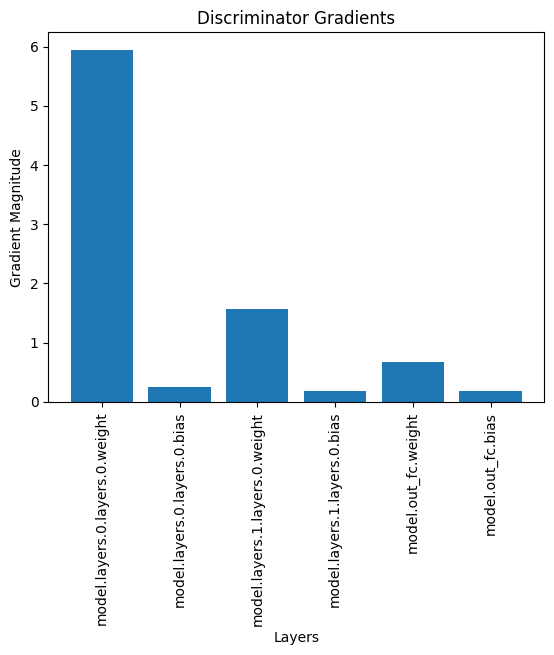 Discriminator Gradients
6
5
4
3
2
1
0
Gradient Magnitude
model.layers.0.layers.0.weight
model.layers.0.layers.0.bias
model.layers.1.layers.0.weight
model.layers.1.layers.0.bias
model.out_fc.weight
model.out_fc.bias
Layers